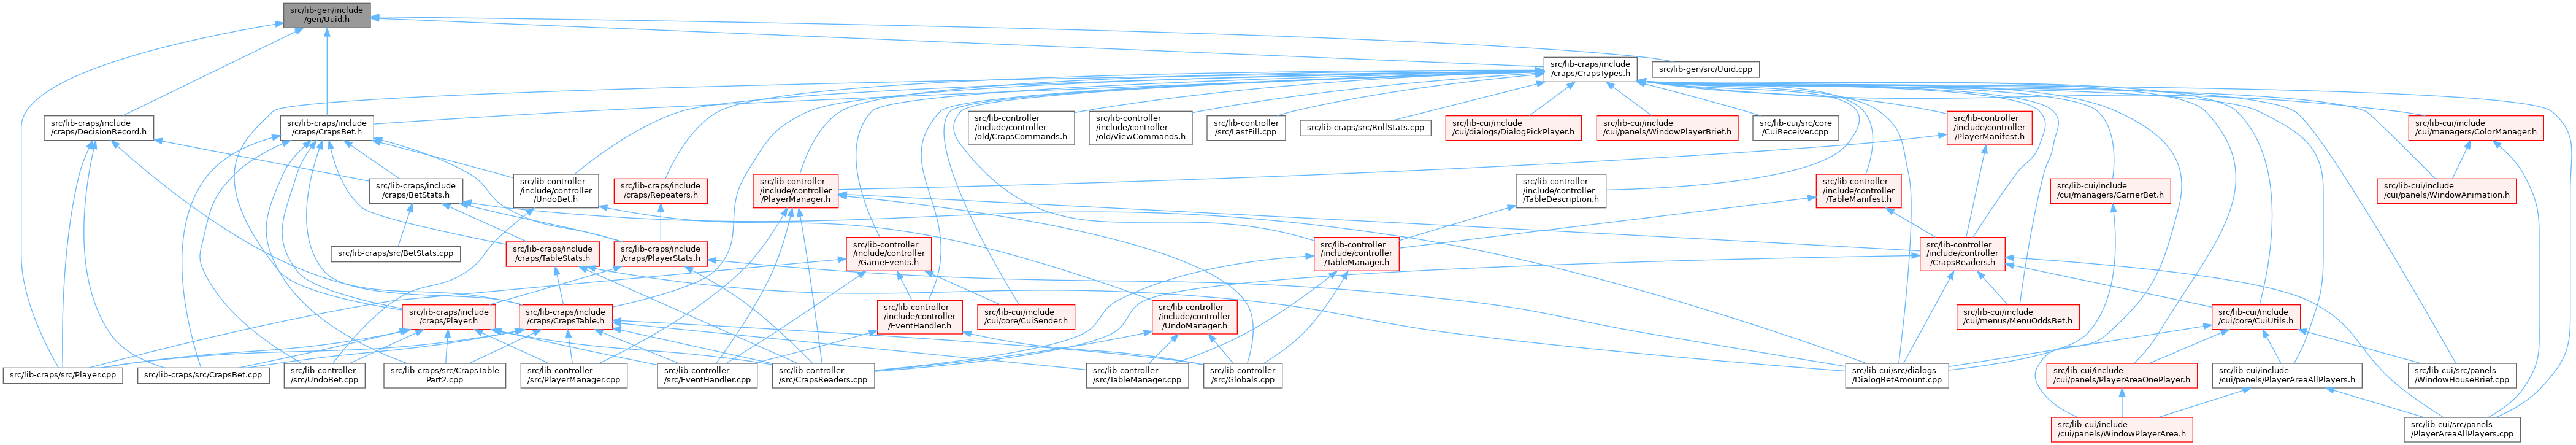 src/lib-gen/include
/gen/Uuid.h
src/lib-craps/include
/craps/CrapsTypes.h
src/lib-gen/src/Uuid.cpp
src/lib-craps/include
/craps/DecisionRecord.h
src/lib-craps/include
/craps/CrapsBet.h
src/lib-controller
/include/controller
/old/CrapsCommands.h
src/lib-controller
/include/controller
/old/ViewCommands.h
src/lib-controller
/src/LastFill.cpp
src/lib-craps/src/RollStats.cpp
src/lib-cui/include
/cui/dialogs/DialogPickPlayer.h
src/lib-cui/include
/cui/panels/WindowPlayerBrief.h
src/lib-cui/src/core
/CuiReceiver.cpp
src/lib-controller
/include/controller
/PlayerManifest.h
src/lib-cui/include
/cui/managers/ColorManager.h
src/lib-craps/include
/craps/BetStats.h
src/lib-controller
/include/controller
/UndoBet.h
src/lib-craps/include
/craps/Repeaters.h
src/lib-controller
/include/controller
/PlayerManager.h
src/lib-controller
/include/controller
/TableDescription.h
src/lib-controller
/include/controller
/TableManifest.h
src/lib-cui/include
/cui/managers/CarrierBet.h
src/lib-cui/include
/cui/panels/WindowAnimation.h
src/lib-craps/src/BetStats.cpp
src/lib-craps/include
/craps/TableStats.h
src/lib-craps/include
/craps/PlayerStats.h
src/lib-controller
/include/controller
/GameEvents.h
src/lib-controller
/include/controller
/TableManager.h
src/lib-controller
/include/controller
/CrapsReaders.h
src/lib-craps/include
/craps/Player.h
src/lib-craps/include
/craps/CrapsTable.h
src/lib-controller
/include/controller
/EventHandler.h
src/lib-cui/include
/cui/core/CuiSender.h
src/lib-controller
/include/controller
/UndoManager.h
src/lib-cui/include
/cui/menus/MenuOddsBet.h
src/lib-cui/include
/cui/core/CuiUtils.h
src/lib-craps/src/Player.cpp
src/lib-craps/src/CrapsBet.cpp
src/lib-controller
/src/UndoBet.cpp
src/lib-craps/src/CrapsTable
Part2.cpp
src/lib-controller
/src/PlayerManager.cpp
src/lib-controller
/src/EventHandler.cpp
src/lib-controller
/src/CrapsReaders.cpp
src/lib-controller
/src/TableManager.cpp
src/lib-controller
/src/Globals.cpp
src/lib-cui/src/dialogs
/DialogBetAmount.cpp
src/lib-cui/include
/cui/panels/PlayerAreaOnePlayer.h
src/lib-cui/include
/cui/panels/PlayerAreaAllPlayers.h
src/lib-cui/src/panels
/WindowHouseBrief.cpp
src/lib-cui/include
/cui/panels/WindowPlayerArea.h
src/lib-cui/src/panels
/PlayerAreaAllPlayers.cpp